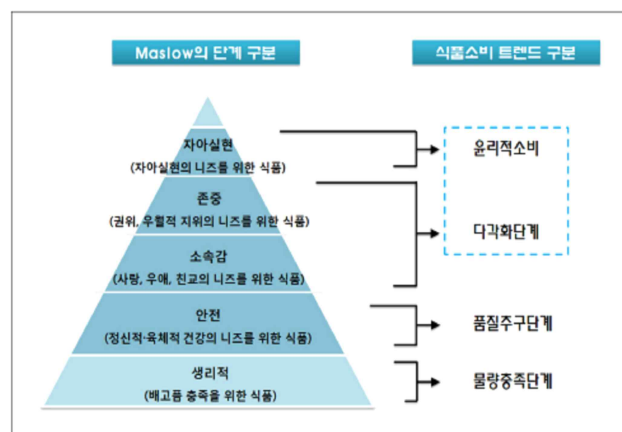 Maslow의 단계 구분
식품소비 트렌드 구분
자아실현
(자아실현의 니즈를 위한 식품)
윤리적소비
존중
(권위, 우월적 지위의 니즈를 위한 식품)
다각화단계
소속감
(사랑, 우애, 친교의 니즈를 위한 식품)
안전
(정신적·육체적 건강의 니즈를 위한 식품)
품질추구단계
생리적
(배고품 충족을 위한 식품)
물량충족단계